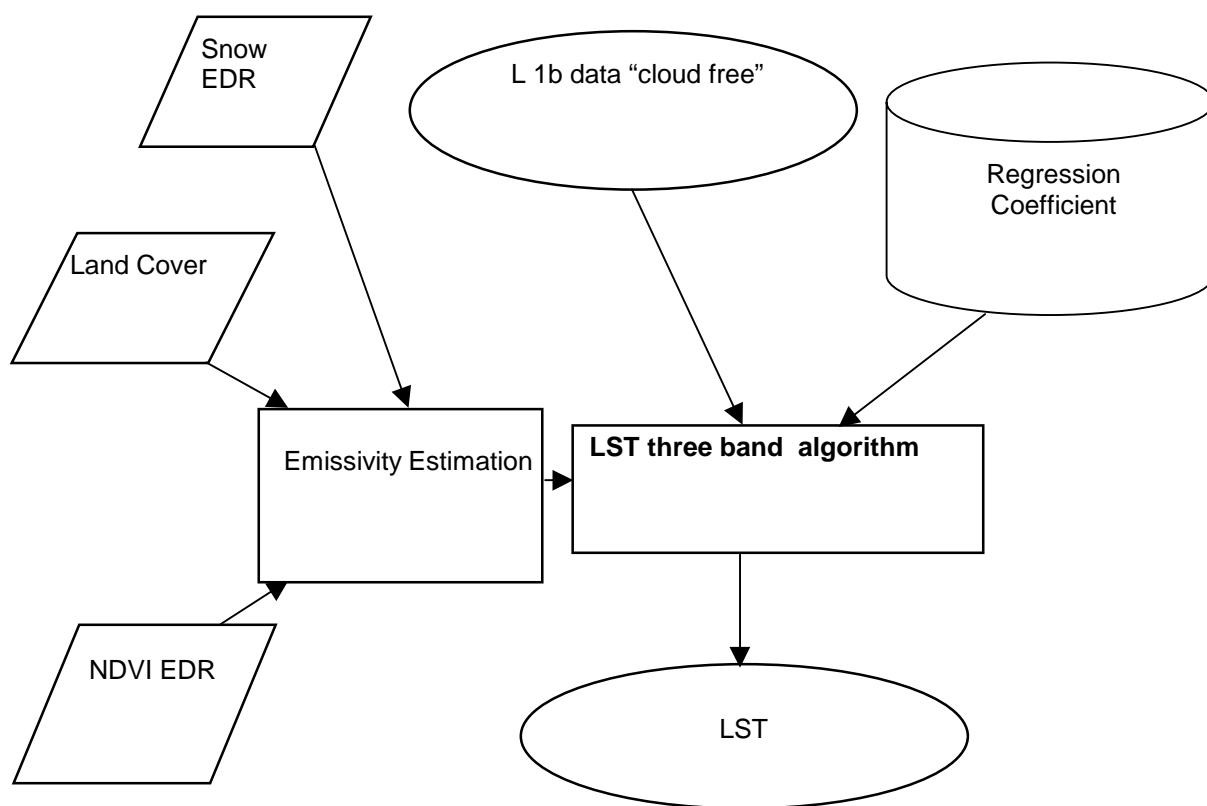 Snow
EDR
L 1b data “cloud free”
Regression
Coefficient
Land Cover
Emissivity Estimation
LST three band  algorithm
NDVI EDR
LST